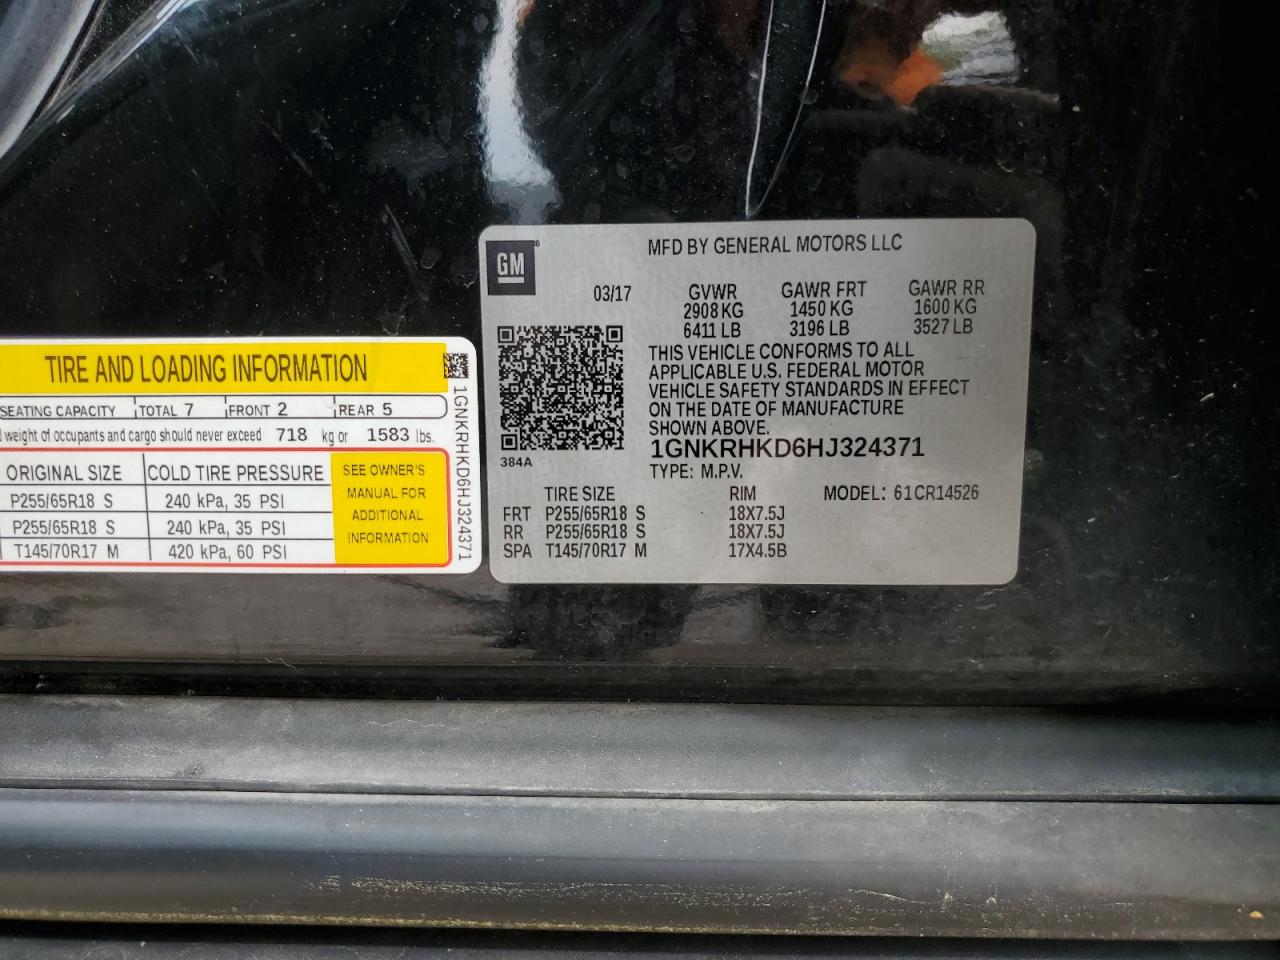 TIRE AND LOADING INFORMATION
SEATING CAPACITY TOTAL 7 FRONT 2 REAR 5
weight of occupants and cargo should never exceed 718 kg or 1583 lbs.
ORIGINAL SIZE COLD TIRE PRESSURE
P255/65R18 S 240 kPa, 35 PSI
P255/65R18 S 240 kPa, 35 PSI
T145/70R17 M 420 kPa, 60 PSI
SEE OWNER'S
MANUAL FOR
ADDITIONAL
INFORMATION
1GNKRHKD6HJ324371
GM®
MFD BY GENERAL MOTORS LLC
03/17 GVWR GAWR FRT GAWR RR
2908 KG 1450 KG 1600 KG
6411 LB 3196 LB 3527 LB
THIS VEHICLE CONFORMS TO ALL
APPLICABLE U.S. FEDERAL MOTOR
VEHICLE SAFETY STANDARDS IN EFFECT
ON THE DATE OF MANUFACTURE
SHOWN ABOVE.
1GNKRHKD6HJ324371
384A
TYPE: M.P.V.
TIRE SIZE RIM MODEL: 61CR14526
FRT P255/65R18 S 18X7.5J
RR P255/65R18 S 18X7.5J
SPA T145/70R17 M 17X4.5B